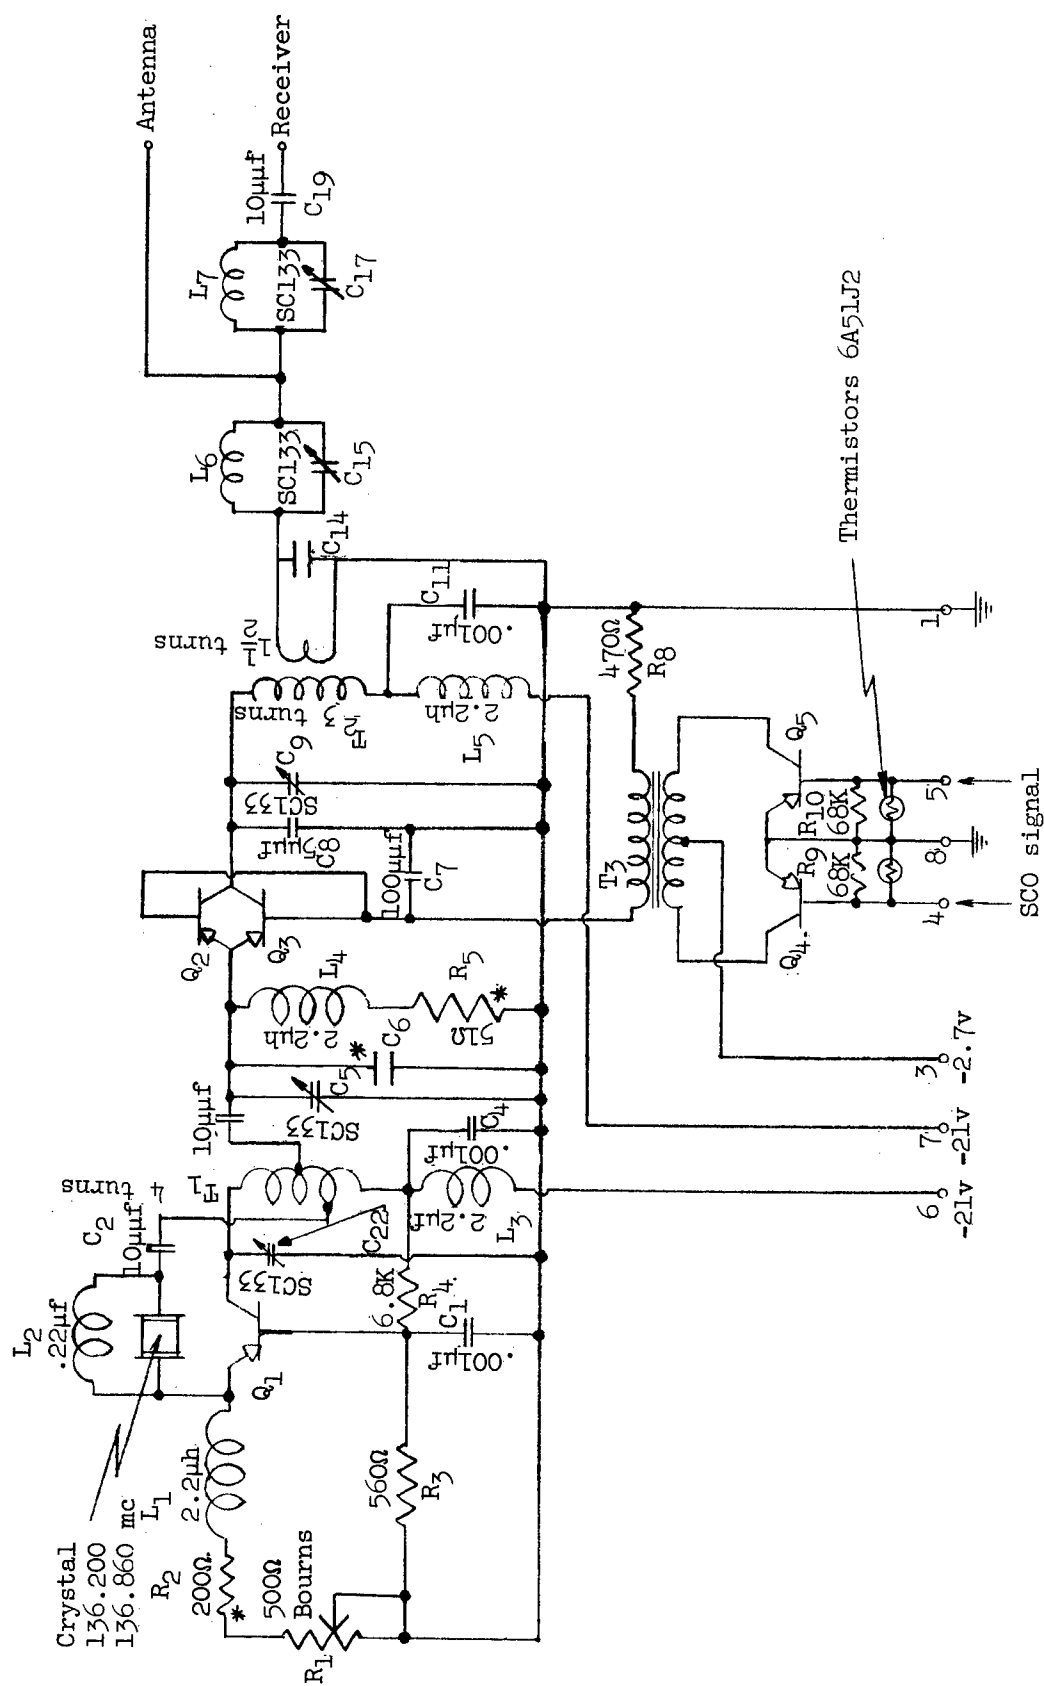 Crystal
136.200
136.860 mc
L2
.22μf
C2
10μμf
4
turns
T1
L1
2.2μh
R2
200Ω
*
500Ω
Bourns
R1
Q1
SC133
C22
560Ω
R3
6.8K
R4
C1
.001μf
2.2μf
L3
.001μf
C4
10μμf
SC133
C5
*
C6
2.2μh
L4
R5
51Ω
*
Q2
Q3
100μμf
C7
5μμf
C8
SC133
C9
3
turns
T2
2.2μh
L5
1 1/2
turns
C11
.001μf
C14
L6
SC133
C15
L7
SC133
C17
10μμf
C19
Antenna
Receiver
470Ω
R8
T3
Q4
Q5
R9
68K
R10
68K
Thermistors 6A51J2
6
-21v
7
-21v
3
-2.7v
4
8
5
1
SCO signal